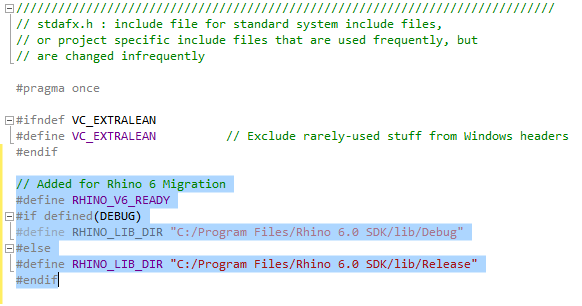 /////////////////////////////////////////////////////////////////////////////
// stdafx.h : include file for standard system include files,
// or project specific include files that are used frequently, but
// are changed infrequently
#pragma once
#ifndef VC_EXTRALEAN
#define VC_EXTRALEAN // Exclude rarely-used stuff from Windows headers
#endif
// Added for Rhino 6 Migration
#define RHINO_V6_READY
#if defined(DEBUG)
#define RHINO_LIB_DIR "C:/Program Files/Rhino 6.0 SDK/lib/Debug"
#else
#define RHINO_LIB_DIR "C:/Program Files/Rhino 6.0 SDK/lib/Release"
#endif